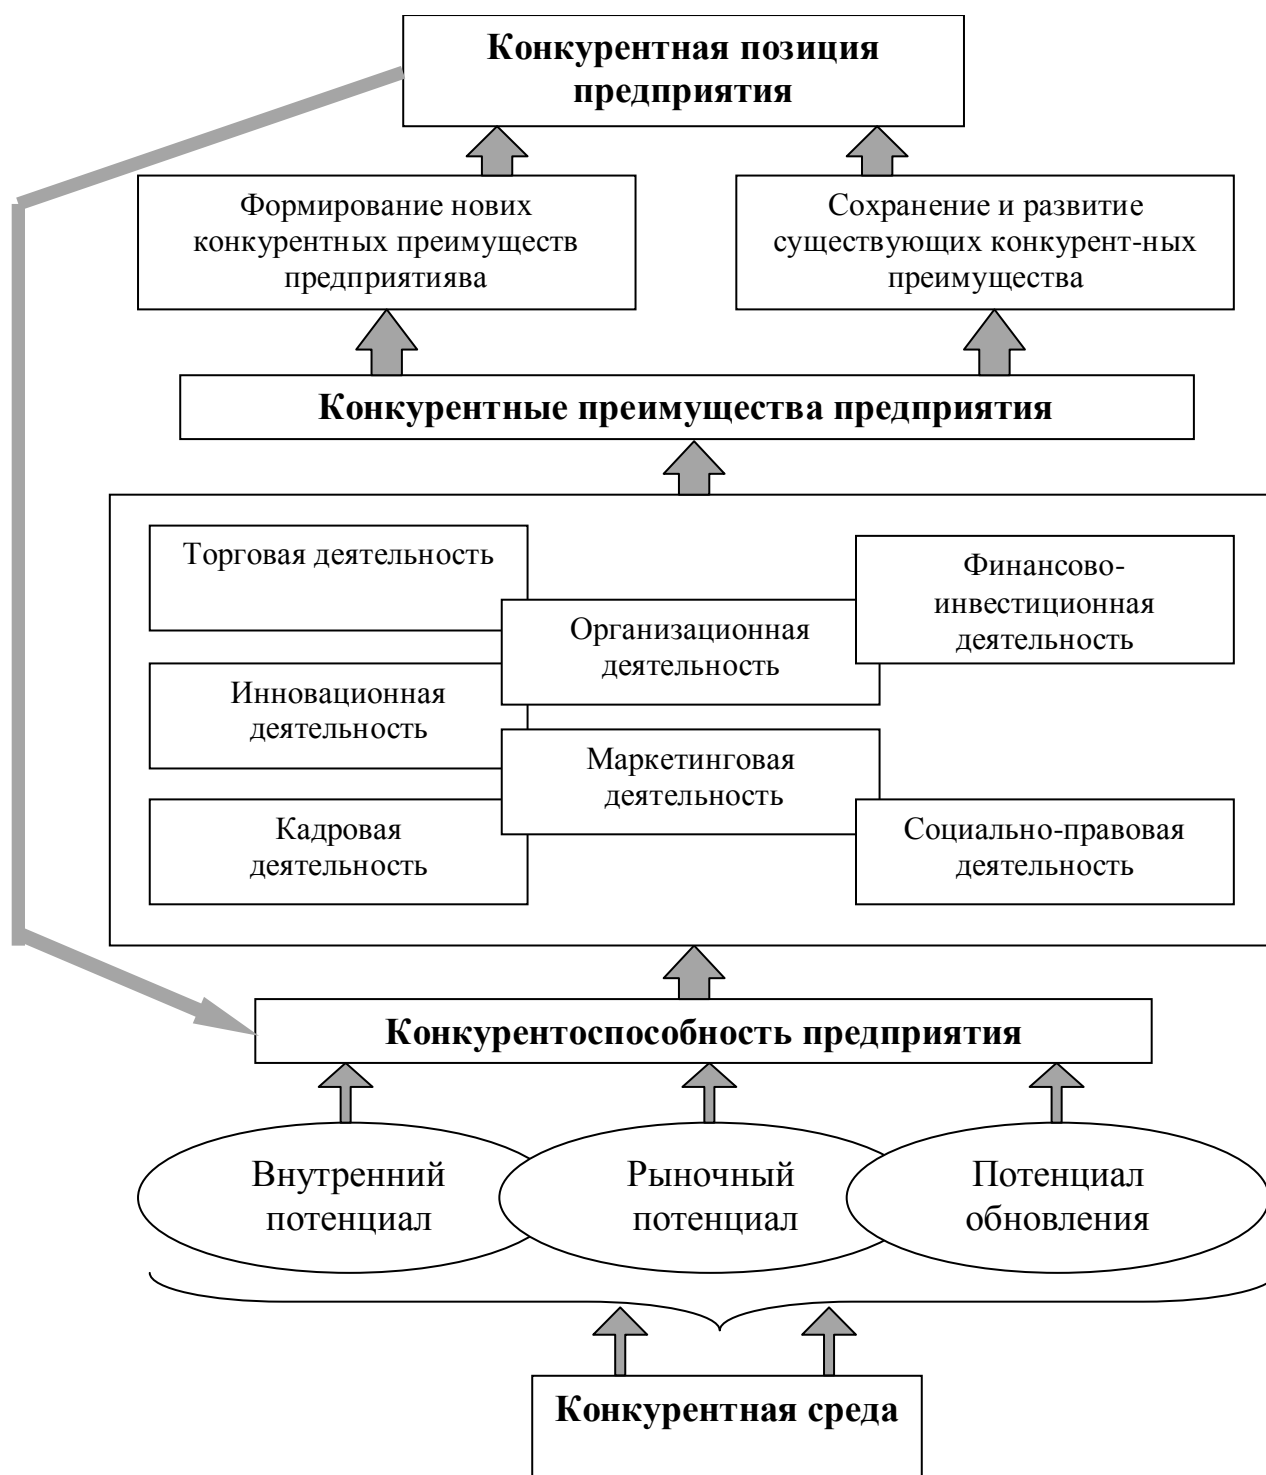 Конкурентная позиция
предприятия
Формирование нових
конкурентных преимуществ
предприятиява
Сохранение и развитие
существующих конкурент-ных
преимущества
Конкурентные преимущества предприятия
Торговая деятельность
Финансово-
инвестиционная
деятельность
Организационная
деятельность
Инновационная
деятельность
Маркетинговая
деятельность
Кадровая
деятельность
Социально-правовая
деятельность
Конкурентоспособность предприятия
Внутренний
потенциал
Рыночный
потенциал
Потенциал
обновления
Конкурентная среда